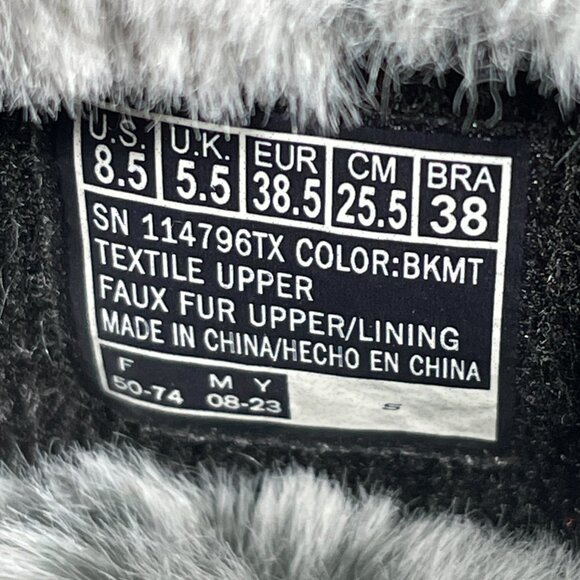 U.S. U.K. EUR CM BRA
8.5 5.5 38.5 25.5 38
SN 114796TX COLOR:BKMT
TEXTILE UPPER
FAUX FUR UPPER/LINING
MADE IN CHINA/HECHO EN CHINA
F M Y
50-74 08-23 S